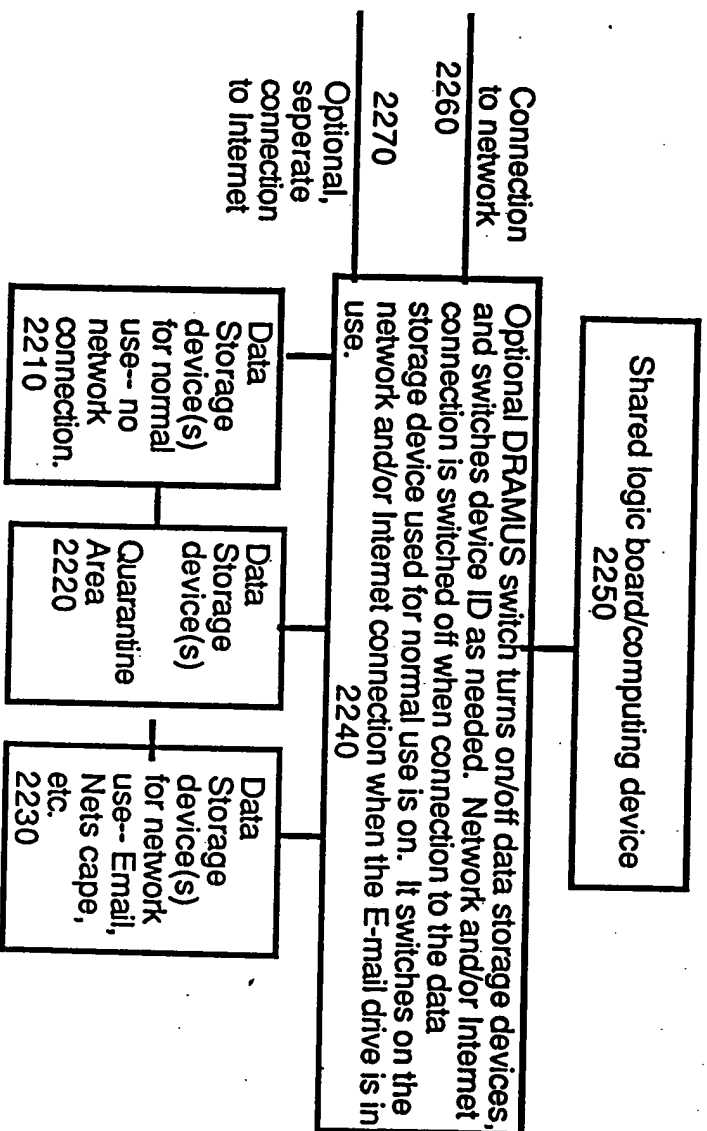 Shared logic board/computing device
2250
Connection
to network
2260
2270
Optional,
seperate
connection
to Internet
Optional DRAMUS switch turns on/off data storage devices,
and switches device ID as needed. Network and/or Internet
connection is switched off when connection to the data
storage device used for normal use is on. It switches on the
network and/or Internet connection when the E-mail drive is in
use.
2240
Data
Storage
device(s)
for normal
use-- no
network
connection.
2210
Data
Storage
device(s)
Quarantine
Area
2220
Data
Storage
device(s)
for network
use-- Email,
Nets cape,
etc.
2230